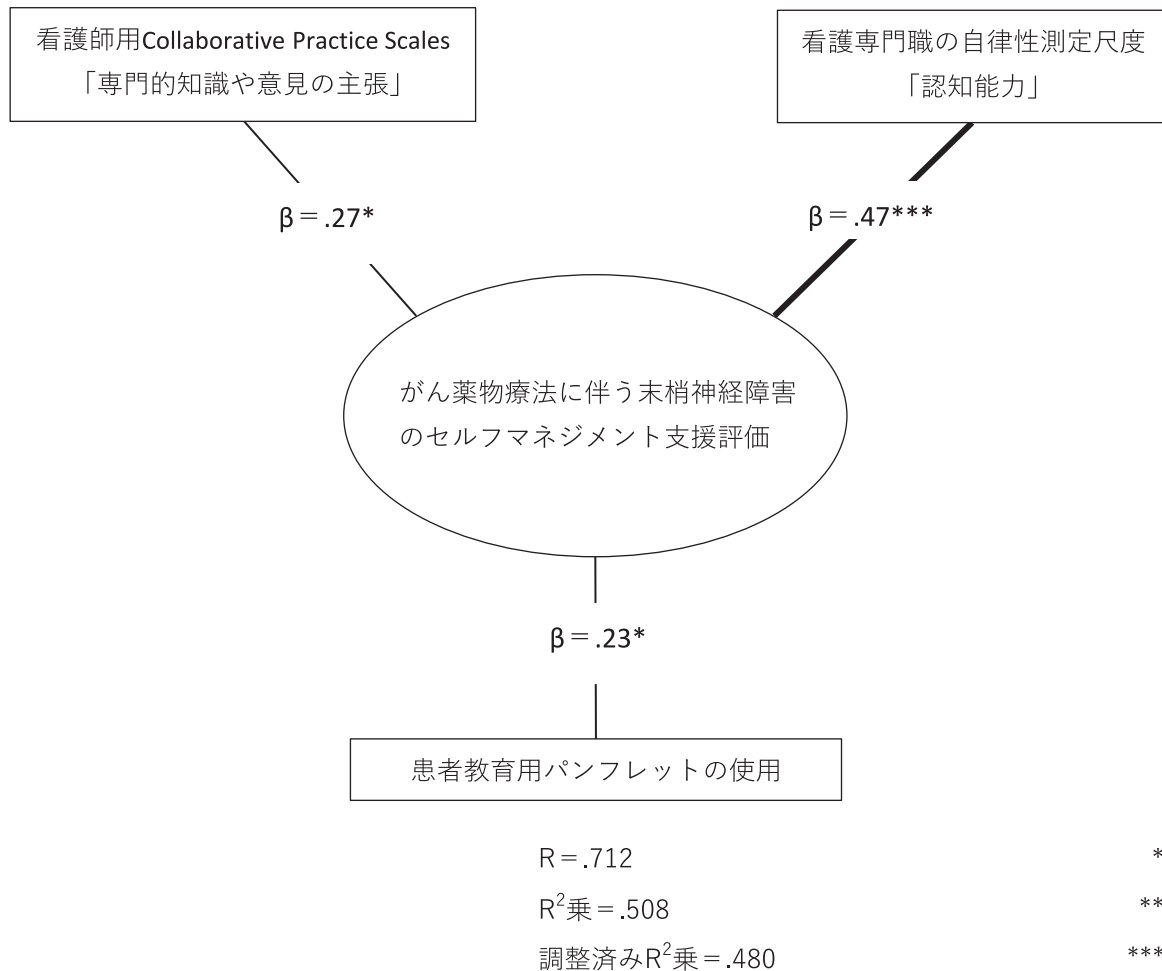 看護師用Collaborative Practice Scales
「専門的知識や意見の主張」
看護専門職の自律性測定尺度
「認知能力」
β＝.27*
β＝.47***
がん薬物療法に伴う末梢神経障害
のセルフマネジメント支援評価
β＝.23*
患者教育用パンフレットの使用
R＝.712
*
R²乗＝.508
**
調整済みR²乗＝.480
***